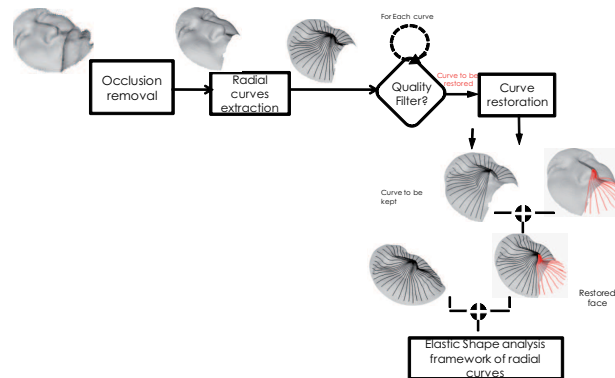 For Each curve
Occlusion
removal
Radial
curves
extraction
Quality
Filter?
Curve to be
restored
Curve
restoration
Curve to be
kept
Restored
face
Elastic Shape analysis
framework of radial
curves